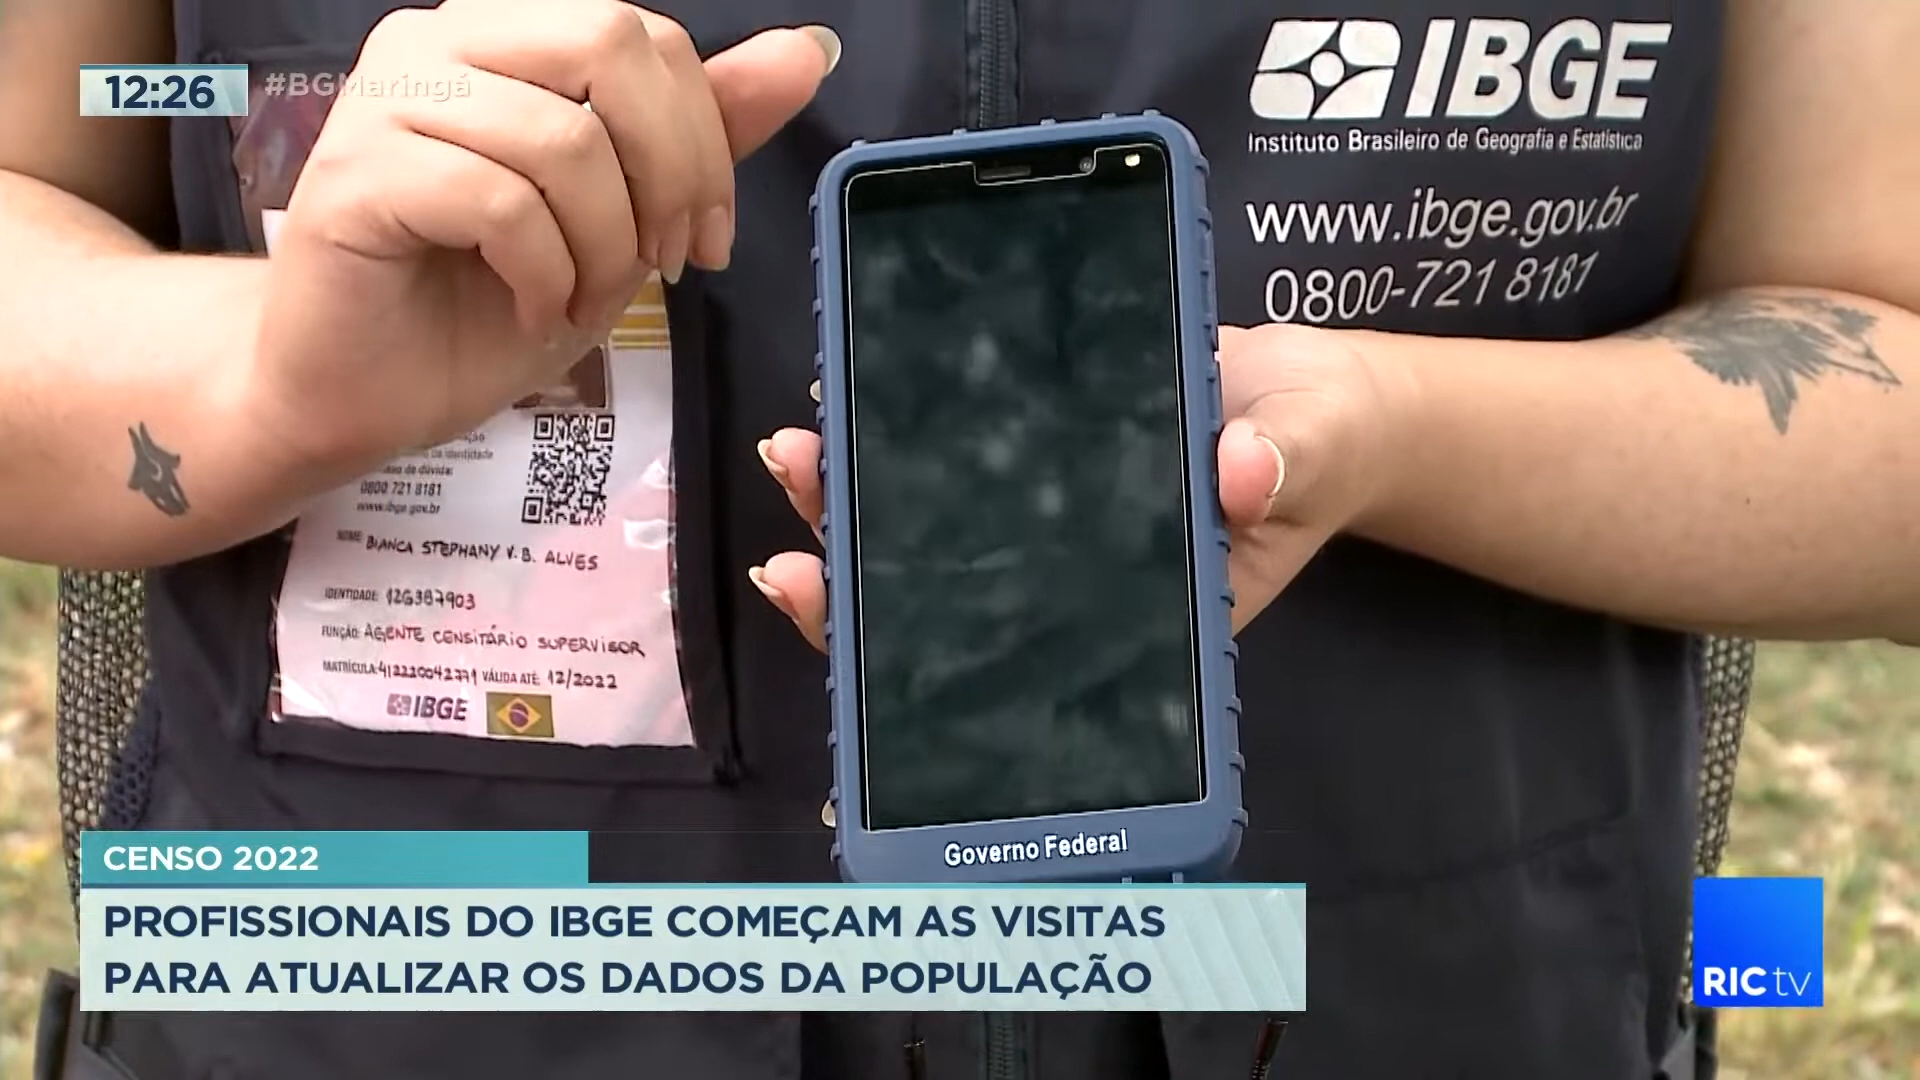 12:26
#BGMaringá
IBGE
Instituto Brasileiro de Geografia e Estatística
www.ibge.gov.br
0800-721 8181
0800 721 8181
www.ibge.gov.br
NOME: BIANCA STEPHANY V. B. ALVES
IDENTIDADE: 126387903
FUNÇÃO: AGENTE CENSITÁRIO SUPERVISOR
MATRÍCULA: 412220042771 VÁLIDA ATÉ: 12/2022
IBGE
Governo Federal
CENSO 2022
PROFISSIONAIS DO IBGE COMEÇAM AS VISITAS
PARA ATUALIZAR OS DADOS DA POPULAÇÃO
RIC tv